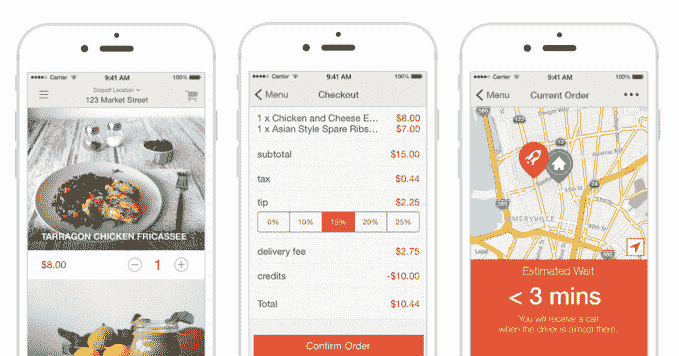 Carrier 9:41 AM 100%
Dropoff Location
123 Market Street
TARRAGON CHICKEN FRICASSEE
$8.00 1
Carrier 9:41 AM 100%
Menu Checkout
1 x Chicken and Cheese E... $8.00
1 x Asian Style Spare Ribs... $7.00
subtotal $15.00
tax $0.44
tip $2.25
0% 10% 15% 20% 25%
delivery fee $2.75
credits -$10.00
Total $10.44
Confirm Order
Carrier 9:41 AM 100%
Menu Current Order
580
EMERYVILLE
580
Estimated Wait
< 3 mins
You will receive a call
when the driver is almost there.